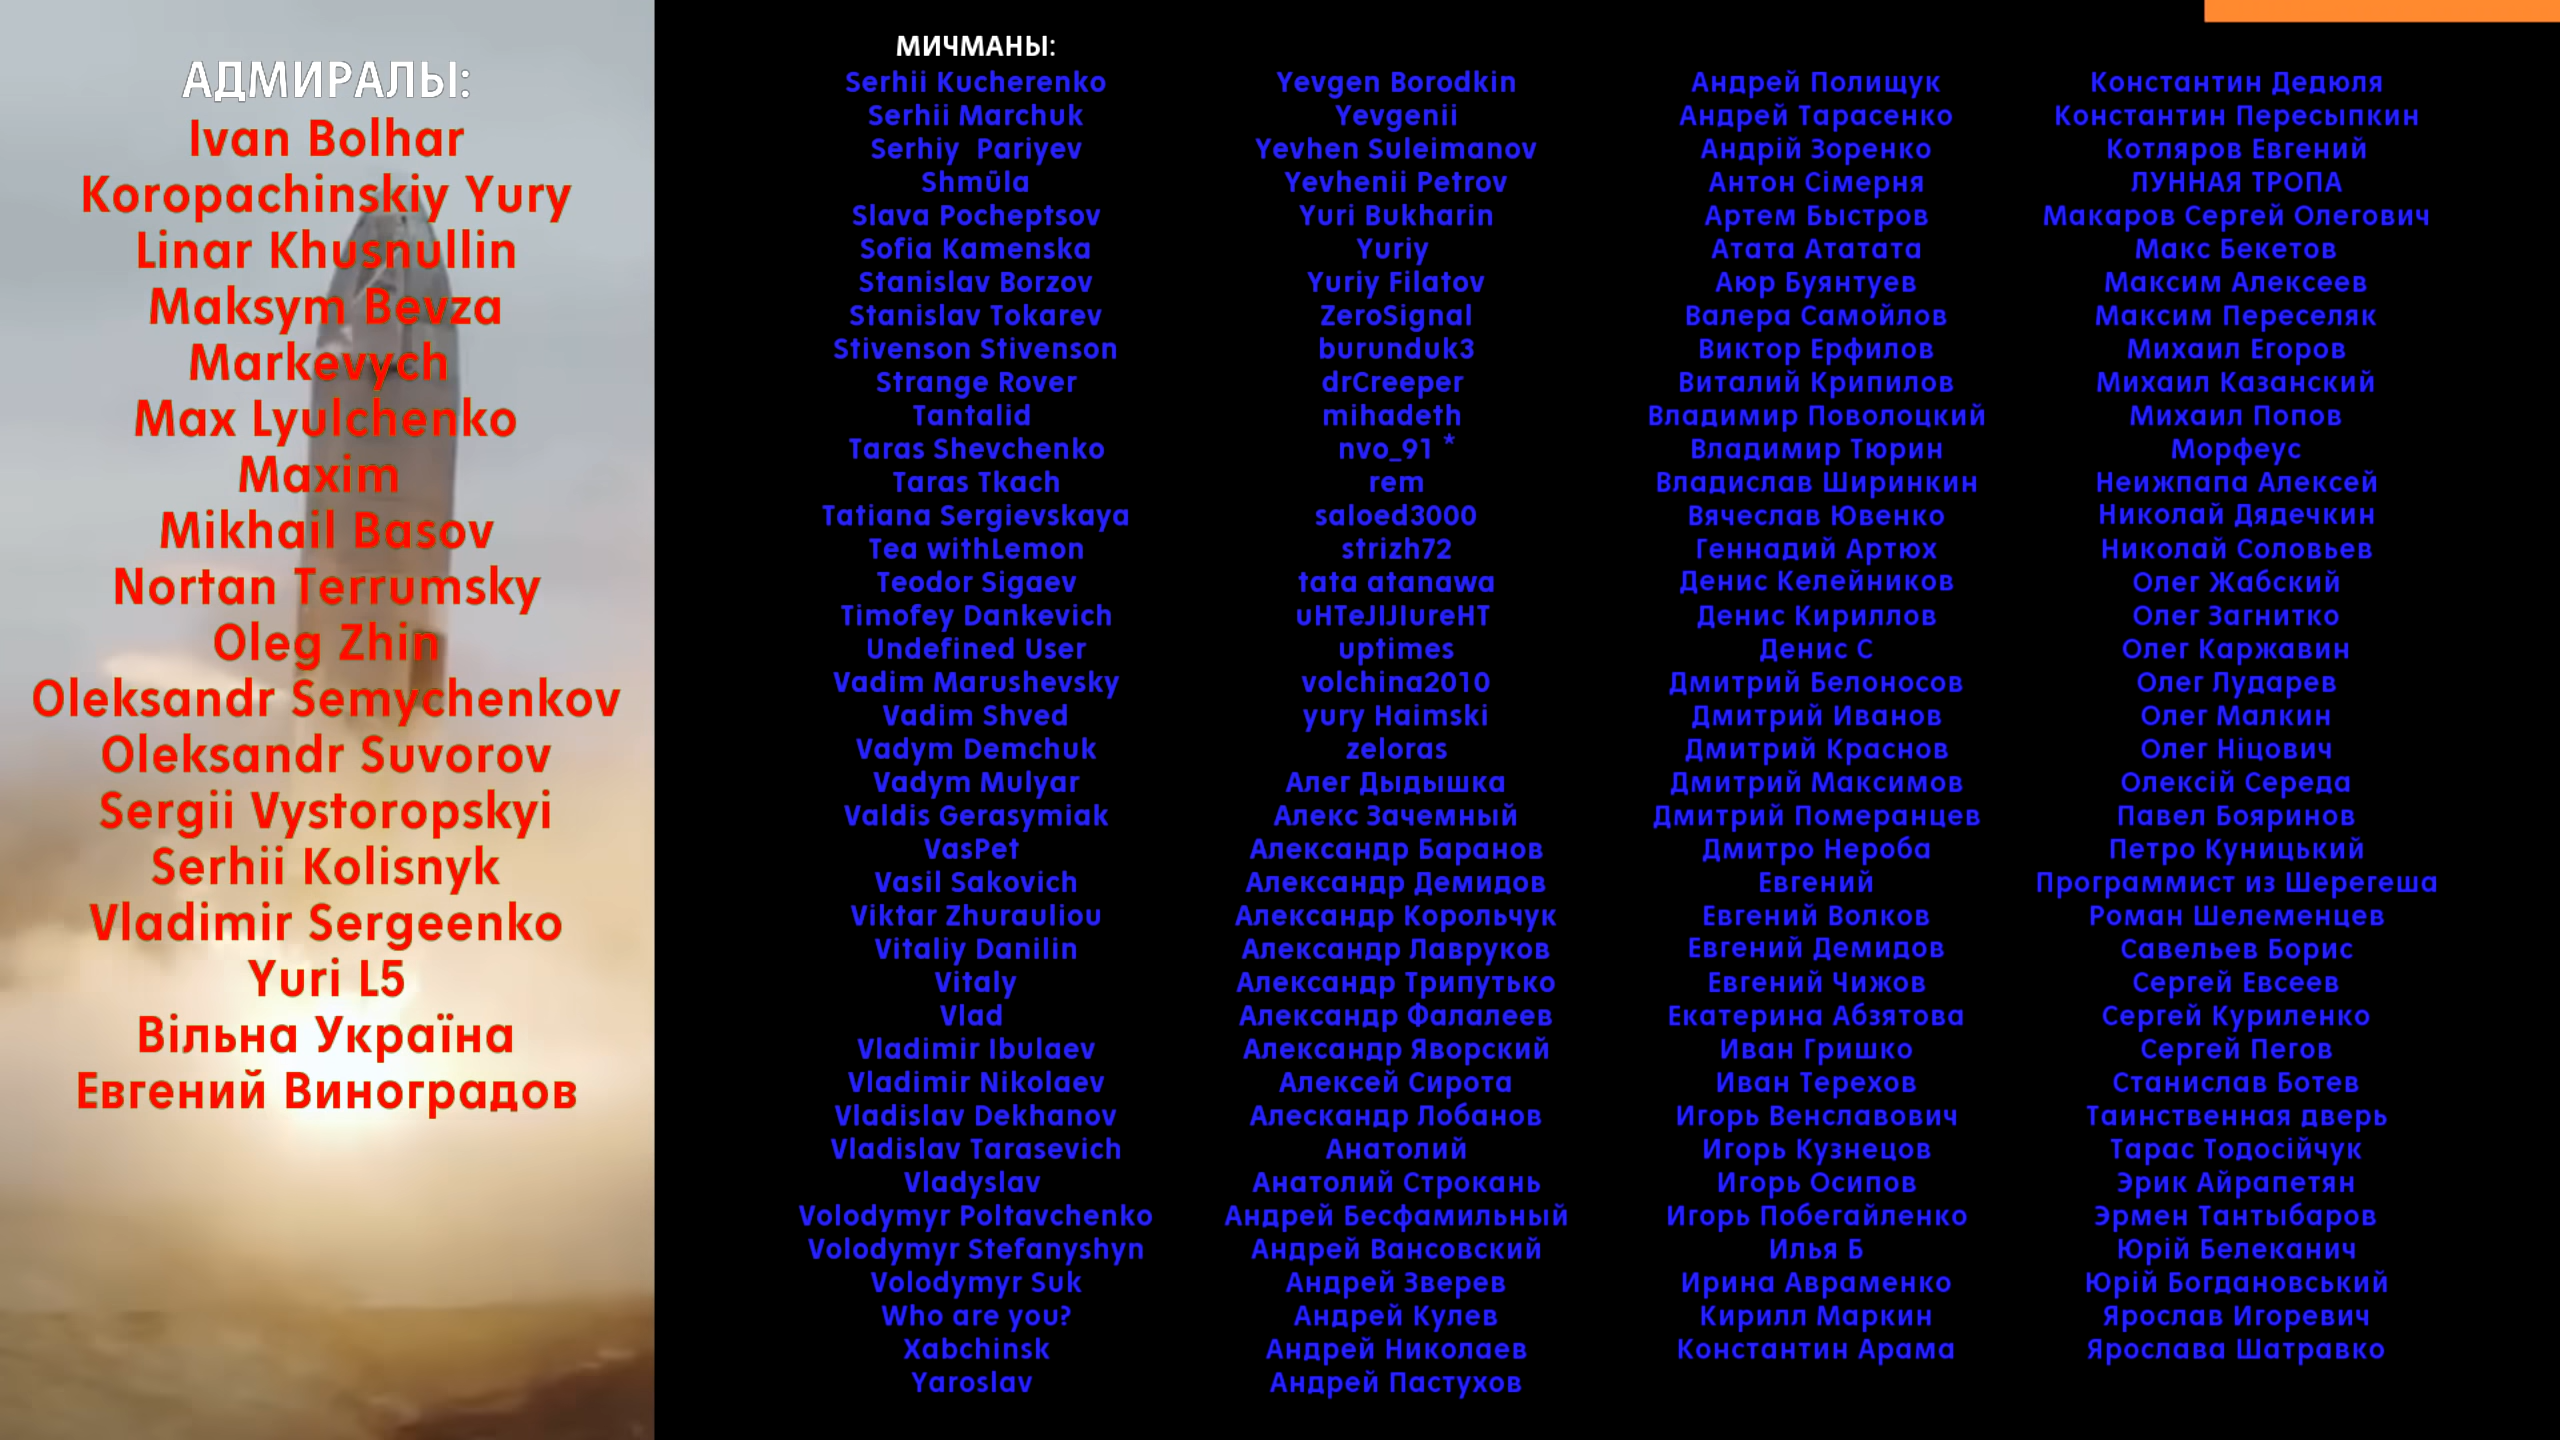 АДМИРАЛЫ:
Ivan Bolhar
Koropachinskiy Yury
Linar Khusnullin
Maksym Bevza
Markevych
Max Lyulchenko
Maxim
Mikhail Basov
Nortan Terrumsky
Oleg Zhin
Oleksandr Semychenkov
Oleksandr Suvorov
Sergii Vystoropskyi
Serhii Kolisnyk
Vladimir Sergeenko
Yuri L5
Вільна Україна
Евгений Виноградов
МИЧМАНЫ:
Serhii Kucherenko
Serhii Marchuk
Serhiy Pariyev
Shmūla
Slava Pocheptsov
Sofia Kamenska
Stanislav Borzov
Stanislav Tokarev
Stivenson Stivenson
Strange Rover
Tantalid
Taras Shevchenko
Taras Tkach
Tatiana Sergievskaya
Tea withLemon
Teodor Sigaev
Timofey Dankevich
Undefined User
Vadim Marushevsky
Vadim Shved
Vadym Demchuk
Vadym Mulyar
Valdis Gerasymiak
VasPet
Vasil Sakovich
Viktar Zhurauliou
Vitaliy Danilin
Vitaly
Vlad
Vladimir Ibulaev
Vladimir Nikolaev
Vladislav Dekhanov
Vladislav Tarasevich
Vladyslav
Volodymyr Poltavchenko
Volodymyr Stefanyshyn
Volodymyr Suk
Who are you?
Xabchinsk
Yaroslav
Yevgen Borodkin
Yevgenii
Yevhen Suleimanov
Yevhenii Petrov
Yuri Bukharin
Yuriy
Yuriy Filatov
ZeroSignal
burunduk3
drCreeper
mihadeth
nvo_91 *
rem
saloed3000
strizh72
tata atanawa
uHTeJIJIureHT
uptimes
volchina2010
yury Haimski
zeloras
Алег Дыдышка
Алекс Зачемный
Александр Баранов
Александр Демидов
Александр Корольчук
Александр Лавруков
Александр Трипутько
Александр Фалалеев
Александр Яворский
Алексей Сирота
Алескандр Лобанов
Анатолий
Анатолий Строкань
Андрей Бесфамильный
Андрей Вансовский
Андрей Зверев
Андрей Кулев
Андрей Николаев
Андрей Пастухов
Андрей Полищук
Андрей Тарасенко
Андрій Зоренко
Антон Сімерня
Артем Быстров
Атата Ататата
Аюр Буянтуев
Валера Самойлов
Виктор Ерфилов
Виталий Крипилов
Владимир Поволоцкий
Владимир Тюрин
Владислав Ширинкин
Вячеслав Ювенко
Геннадий Артюх
Денис Келейников
Денис Кириллов
Денис С
Дмитрий Белоносов
Дмитрий Иванов
Дмитрий Краснов
Дмитрий Максимов
Дмитрий Померанцев
Дмитро Нероба
Евгений
Евгений Волков
Евгений Демидов
Евгений Чижов
Екатерина Абзятова
Иван Гришко
Иван Терехов
Игорь Венславович
Игорь Кузнецов
Игорь Осипов
Игорь Побегайленко
Илья Б
Ирина Авраменко
Кирилл Маркин
Константин Арама
Константин Дедюля
Константин Пересыпкин
Котляров Евгений
ЛУННАЯ ТРОПА
Макаров Сергей Олегович
Макс Бекетов
Максим Алексеев
Максим Переселяк
Михаил Егоров
Михаил Казанский
Михаил Попов
Морфеус
Неижпапа Алексей
Николай Дядечкин
Николай Соловьев
Олег Жабский
Олег Загнитко
Олег Каржавин
Олег Лударев
Олег Малкин
Олег Ніцович
Олексій Середа
Павел Бояринов
Петро Куницький
Программист из Шерегеша
Роман Шелеменцев
Савельев Борис
Сергей Евсеев
Сергей Куриленко
Сергей Пегов
Станислав Ботев
Таинственная дверь
Тарас Тодосійчук
Эрик Айрапетян
Эрмен Тантыбаров
Юрій Белеканич
Юрій Богдановський
Ярослав Игоревич
Ярослава Шатравко